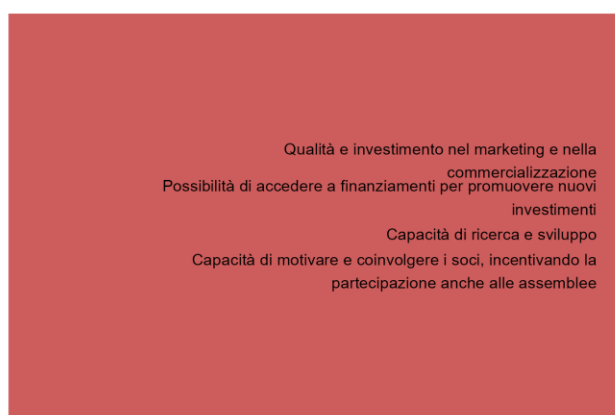 Qualità e investimento nel marketing e nella
commercializzazione
Possibilità di accedere a finanziamenti per promuovere nuovi
investimenti
Capacità di ricerca e sviluppo
Capacità di motivare e coinvolgere i soci, incentivando la
partecipazione anche alle assemblee